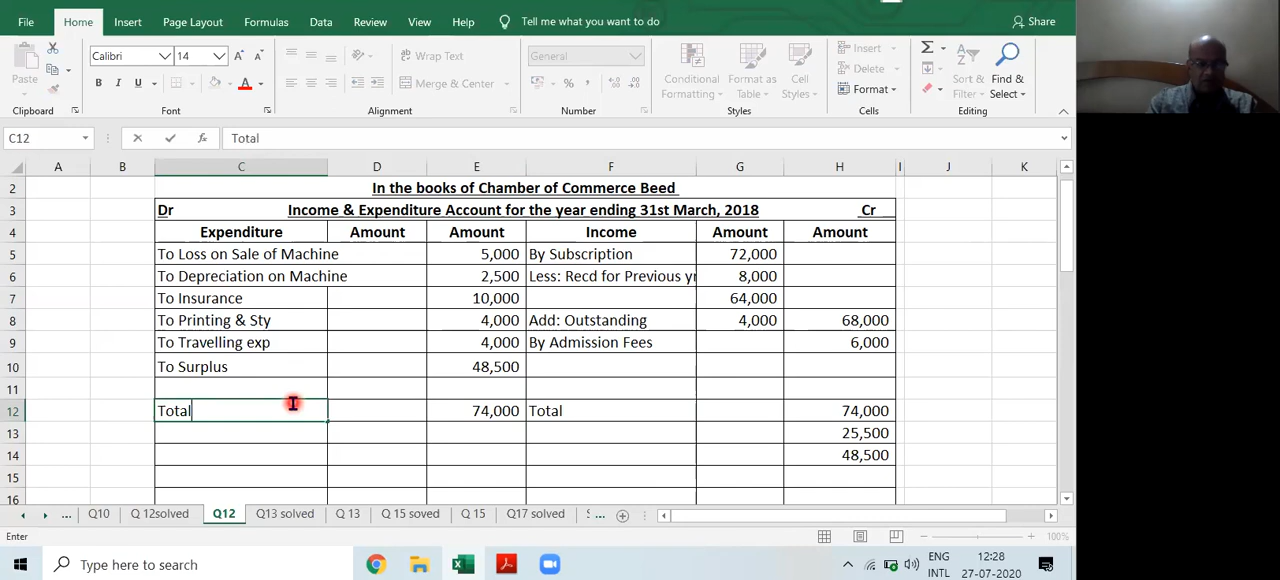 File Home Insert Page Layout Formulas Data Review View Help Tell me what you want to do Share
Calibri 14 Wrap Text General Insert
Paste B I U A Merge & Center % Conditional Formatting Format as Table Cell Styles Delete Sort & Filter Find & Select
Format
Clipboard Font Alignment Number Styles Cells Editing
C12 fx Total
A B C D E F G H I J K
2 In the books of Chamber of Commerce Beed
3 Dr Income & Expenditure Account for the year ending 31st March, 2018 Cr
4 Expenditure Amount Amount Income Amount Amount
5 To Loss on Sale of Machine 5,000 By Subscription 72,000
6 To Depreciation on Machine 2,500 Less: Recd for Previous yr 8,000
7 To Insurance 10,000 64,000
8 To Printing & Sty 4,000 Add: Outstanding 4,000 68,000
9 To Travelling exp 4,000 By Admission Fees 6,000
10 To Surplus 48,500
11
12 Total 74,000 Total 74,000
13 25,500
14 48,500
15
16
... Q10 Q 12solved Q12 Q13 solved Q 13 Q 15 soved Q 15 Q17 solved ...
Enter 100%
Type here to search ENG 12:28
INTL 27-07-2020